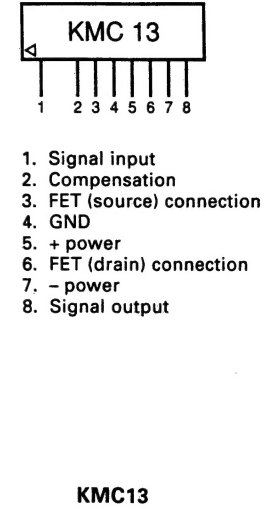 KMC 13
1 2 3 4 5 6 7 8
1. Signal input
2. Compensation
3. FET (source) connection
4. GND
5. + power
6. FET (drain) connection
7. – power
8. Signal output
KMC13